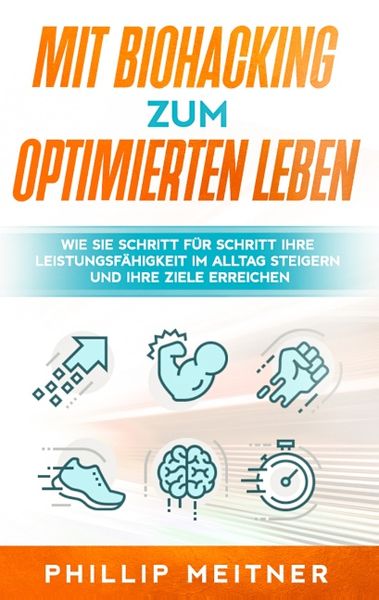 MIT BIOHACKING
ZUM
OPTIMIERTEN LEBEN
WIE SIE SCHRITT FÜR SCHRITT IHRE
LEISTUNGSFÄHIGKEIT IM ALLTAG STEIGERN
UND IHRE ZIELE ERREICHEN
PHILLIP MEITNER